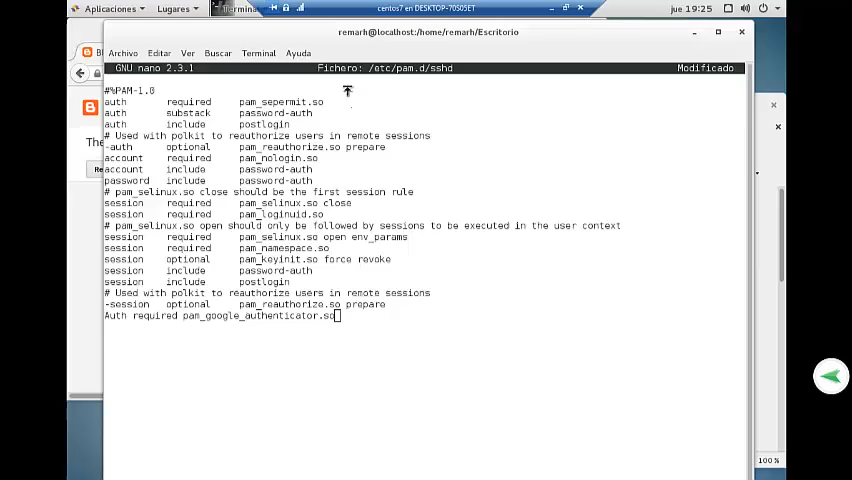 Aplicaciones
Lugares
Termina
centos7 en DESKTOP-70S05ET
jue 19:25
remarh@localhost:/home/remarh/Escritorio
Archivo Editar Ver Buscar Terminal Ayuda
GNU nano 2.3.1 Fichero: /etc/pam.d/sshd Modificado
#%PAM-1.0
auth required pam_sepermit.so
auth substack password-auth
auth include postlogin
# Used with polkit to reauthorize users in remote sessions
-auth optional pam_reauthorize.so prepare
account required pam_nologin.so
account include password-auth
password include password-auth
# pam_selinux.so close should be the first session rule
session required pam_selinux.so close
session required pam_loginuid.so
# pam_selinux.so open should only be followed by sessions to be executed in the user context
session required pam_selinux.so open env_params
session required pam_namespace.so
session optional pam_keyinit.so force revoke
session include password-auth
session include postlogin
# Used with polkit to reauthorize users in remote sessions
-session optional pam_reauthorize.so prepare
Auth required pam_google_authenticator.so
The
Re
100 %